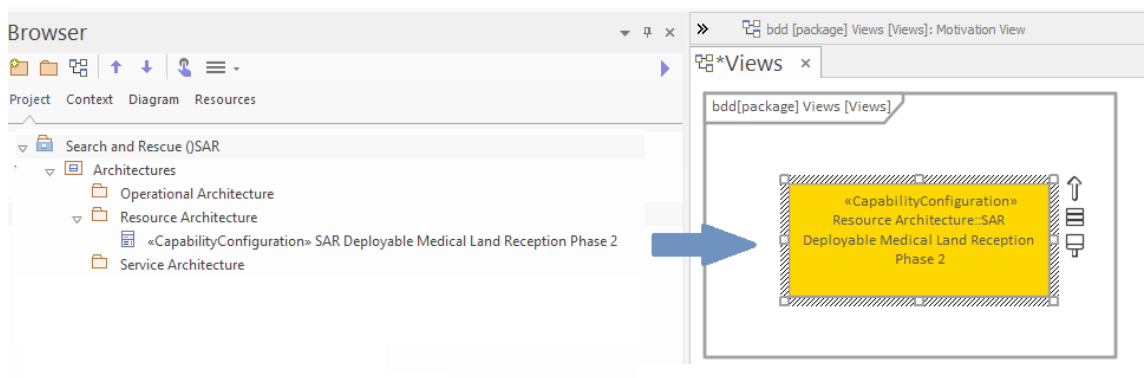 Browser
Project Context Diagram Resources
Search and Rescue ()SAR
Architectures
Operational Architecture
Resource Architecture
«CapabilityConfiguration» SAR Deployable Medical Land Reception Phase 2
Service Architecture
bdd [package] Views [Views]: Motivation View
*Views
bdd[package] Views [Views]
«CapabilityConfiguration»
Resource Architecture::SAR
Deployable Medical Land Reception
Phase 2